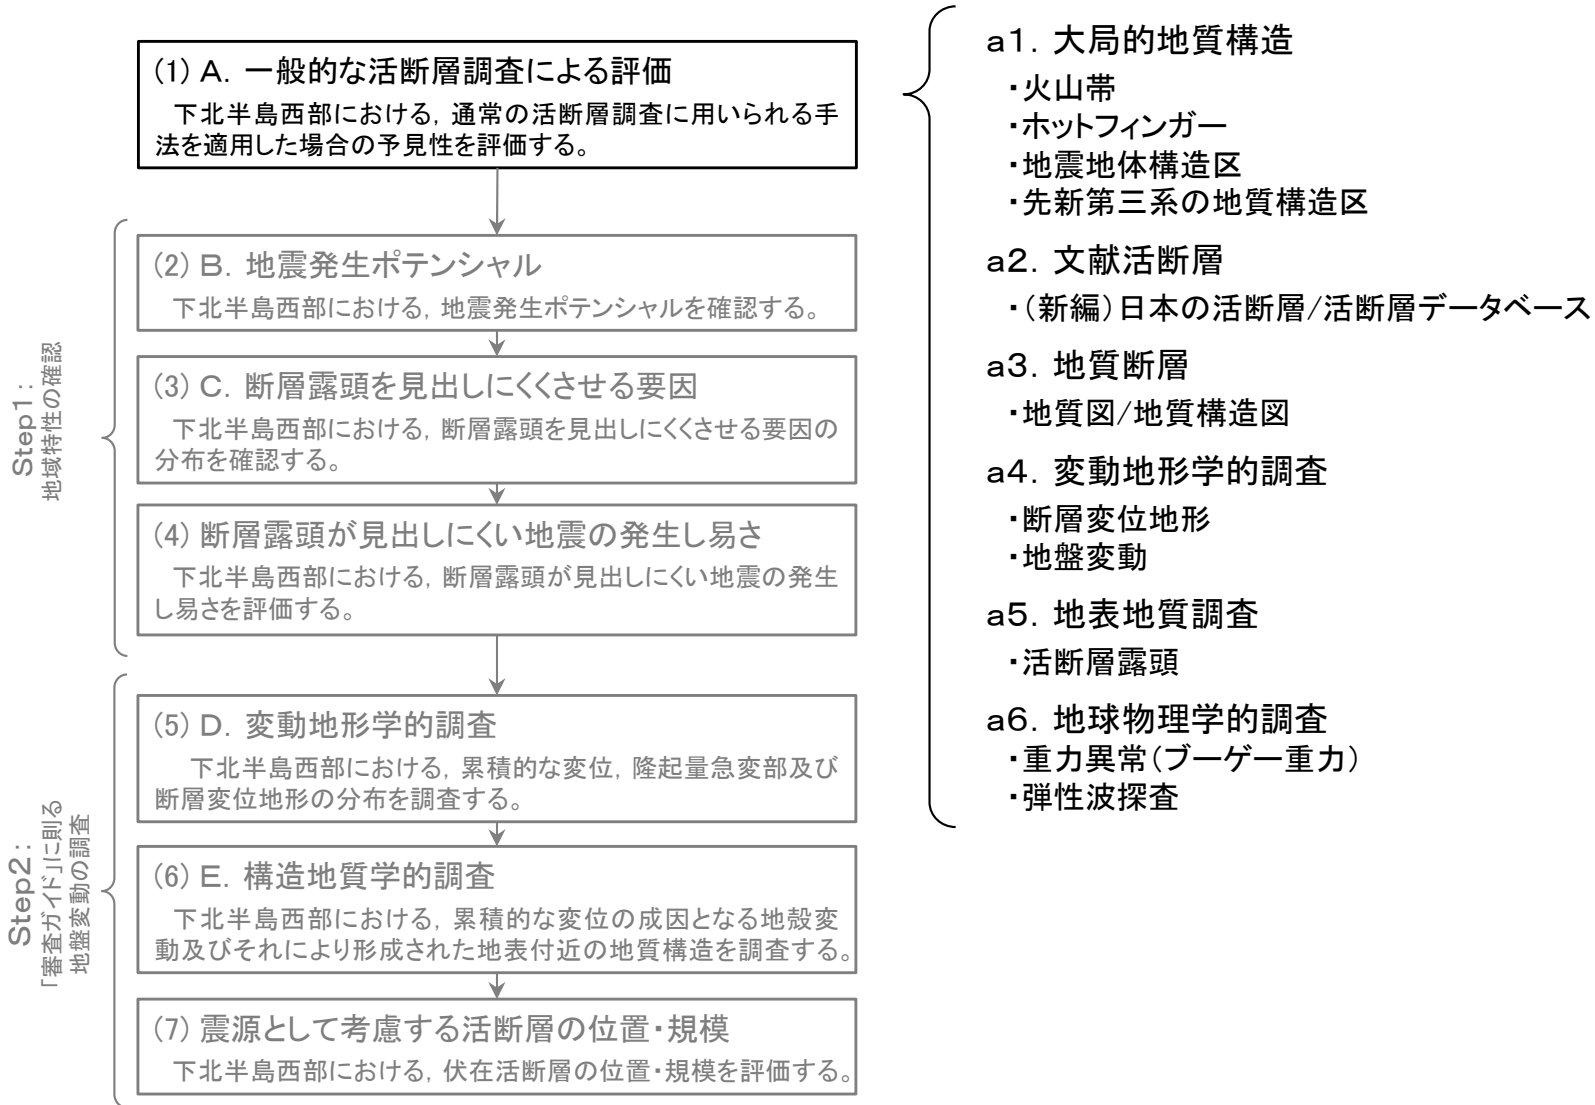 (1) A．一般的な活断層調査による評価
下北半島西部における，通常の活断層調査に用いられる手
法を適用した場合の予見性を評価する。
Step1：
地域特性の確認
(2) B．地震発生ポテンシャル
下北半島西部における，地震発生ポテンシャルを確認する。
(3) C．断層露頭を見出しにくくさせる要因
下北半島西部における，断層露頭を見出しにくくさせる要因の
分布を確認する。
(4) 断層露頭が見出しにくい地震の発生し易さ
下北半島西部における，断層露頭が見出しにくい地震の発生
し易さを評価する。
Step2：
「審査ガイド」に則る
地盤変動の調査
(5) D．変動地形学的調査
下北半島西部における，累積的な変位，隆起量急変部及び
断層変位地形の分布を調査する。
(6) E．構造地質学的調査
下北半島西部における，累積的な変位の成因となる地殻変
動及びそれにより形成された地表付近の地質構造を調査する。
(7) 震源として考慮する活断層の位置・規模
下北半島西部における，伏在活断層の位置・規模を評価する。
a1．大局的地質構造
・火山帯
・ホットフィンガー
・地震地体構造区
・先新第三系の地質構造区
a2．文献活断層
・（新編）日本の活断層/活断層データベース
a3．地質断層
・地質図/地質構造図
a4．変動地形学的調査
・断層変位地形
・地盤変動
a5．地表地質調査
・活断層露頭
a6．地球物理学的調査
・重力異常（ブーゲー重力）
・弾性波探査